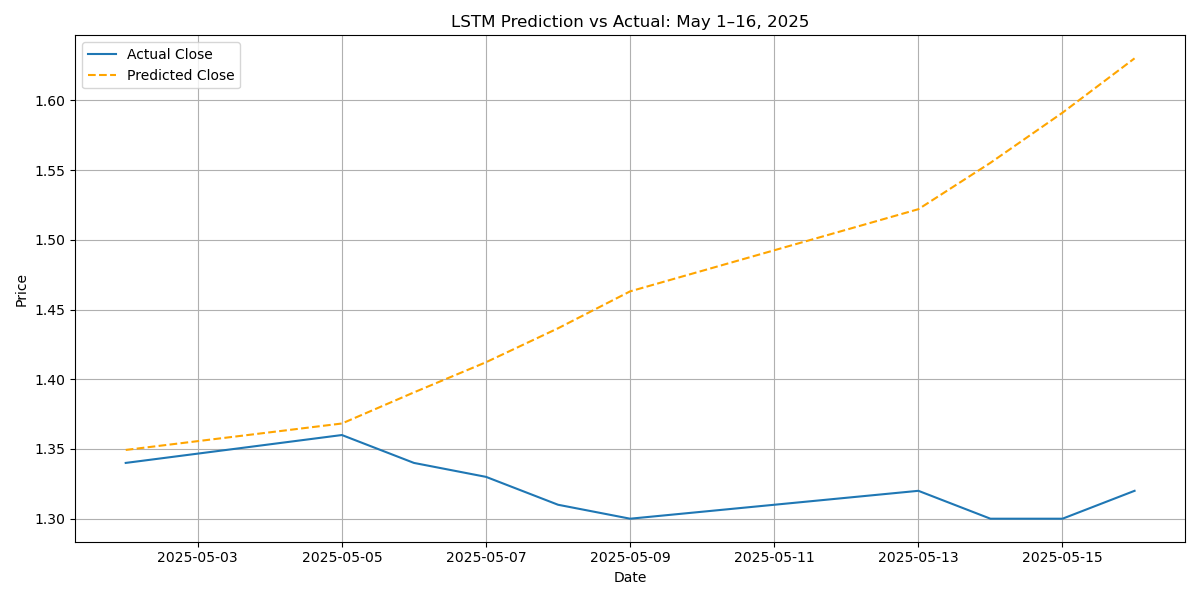 LSTM Prediction vs Actual: May 1–16, 2025
Actual Close
Predicted Close
1.60
1.55
1.50
1.45
1.40
1.35
1.30
Price
2025-05-03
2025-05-05
2025-05-07
2025-05-09
2025-05-11
2025-05-13
2025-05-15
Date